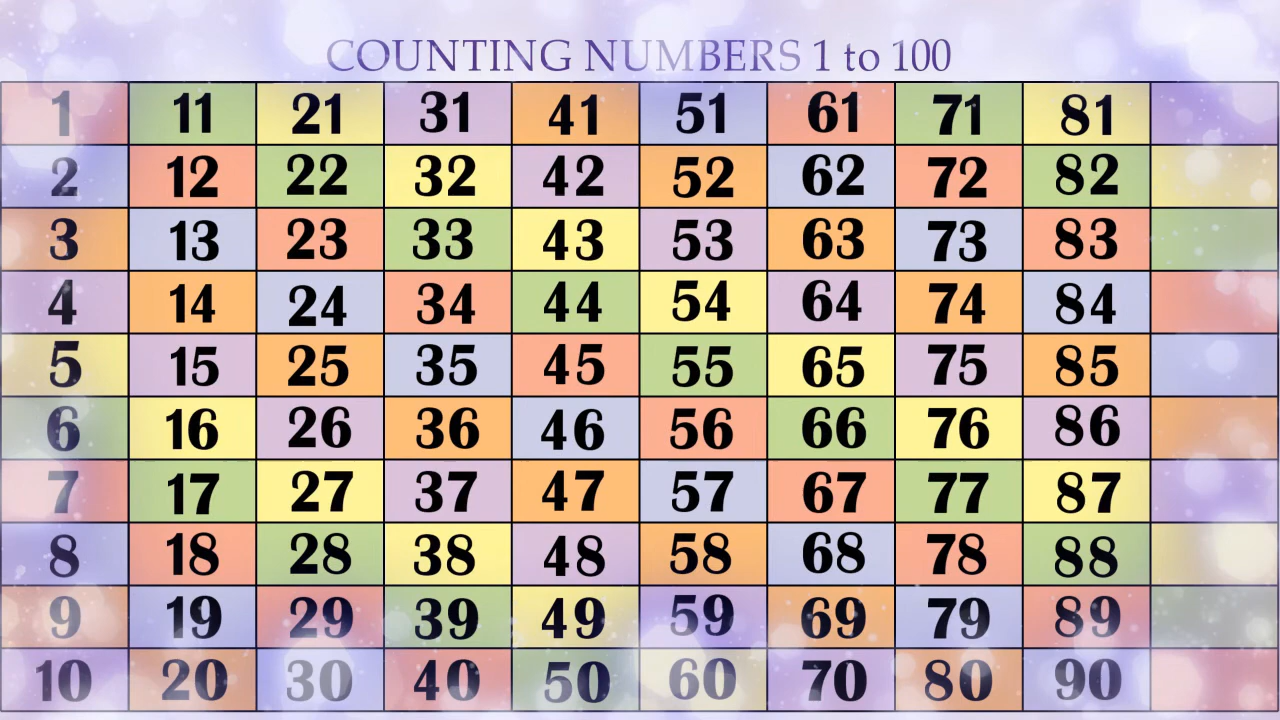 COUNTING NUMBERS 1 to 100
1 11 21 31 41 51 61 71 81
2 12 22 32 42 52 62 72 82
3 13 23 33 43 53 63 73 83
4 14 24 34 44 54 64 74 84
5 15 25 35 45 55 65 75 85
6 16 26 36 46 56 66 76 86
7 17 27 37 47 57 67 77 87
8 18 28 38 48 58 68 78 88
9 19 29 39 49 59 69 79 89
10 20 30 40 50 60 70 80 90